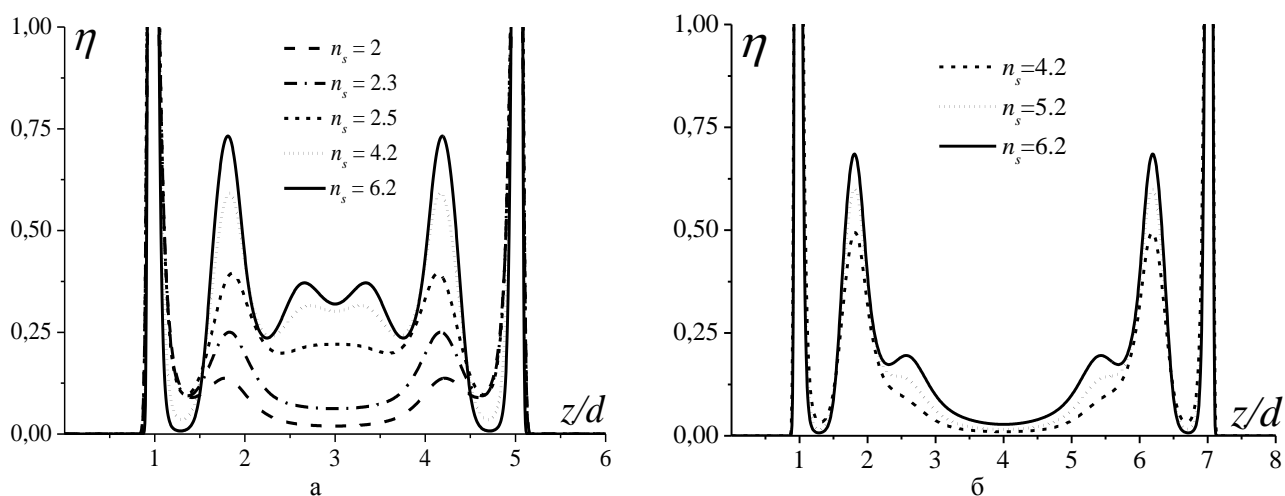 1,00
η
0,75
0,50
0,25
0,00
n_s = 2
n_s = 2.3
n_s = 2.5
n_s = 4.2
n_s = 6.2
1 2 3 4 5 6
z/d
а
1,00
η
0,75
0,50
0,25
0,00
n_s=4.2
n_s=5.2
n_s=6.2
1 2 3 4 5 6 7 8
z/d
б